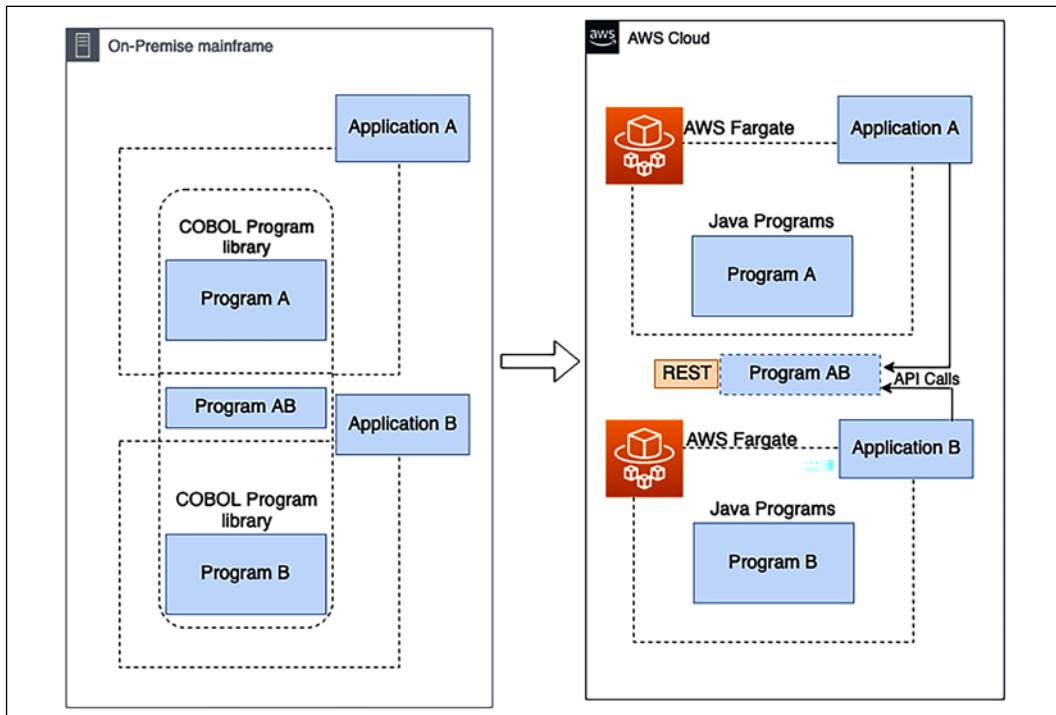 On-Premise mainframe
Application A
COBOL Program
library
Program A
Program AB
Application B
COBOL Program
library
Program B
aws
AWS Cloud
AWS Fargate
Application A
Java Programs
Program A
REST
Program AB
API Calls
AWS Fargate
Application B
Java Programs
Program B